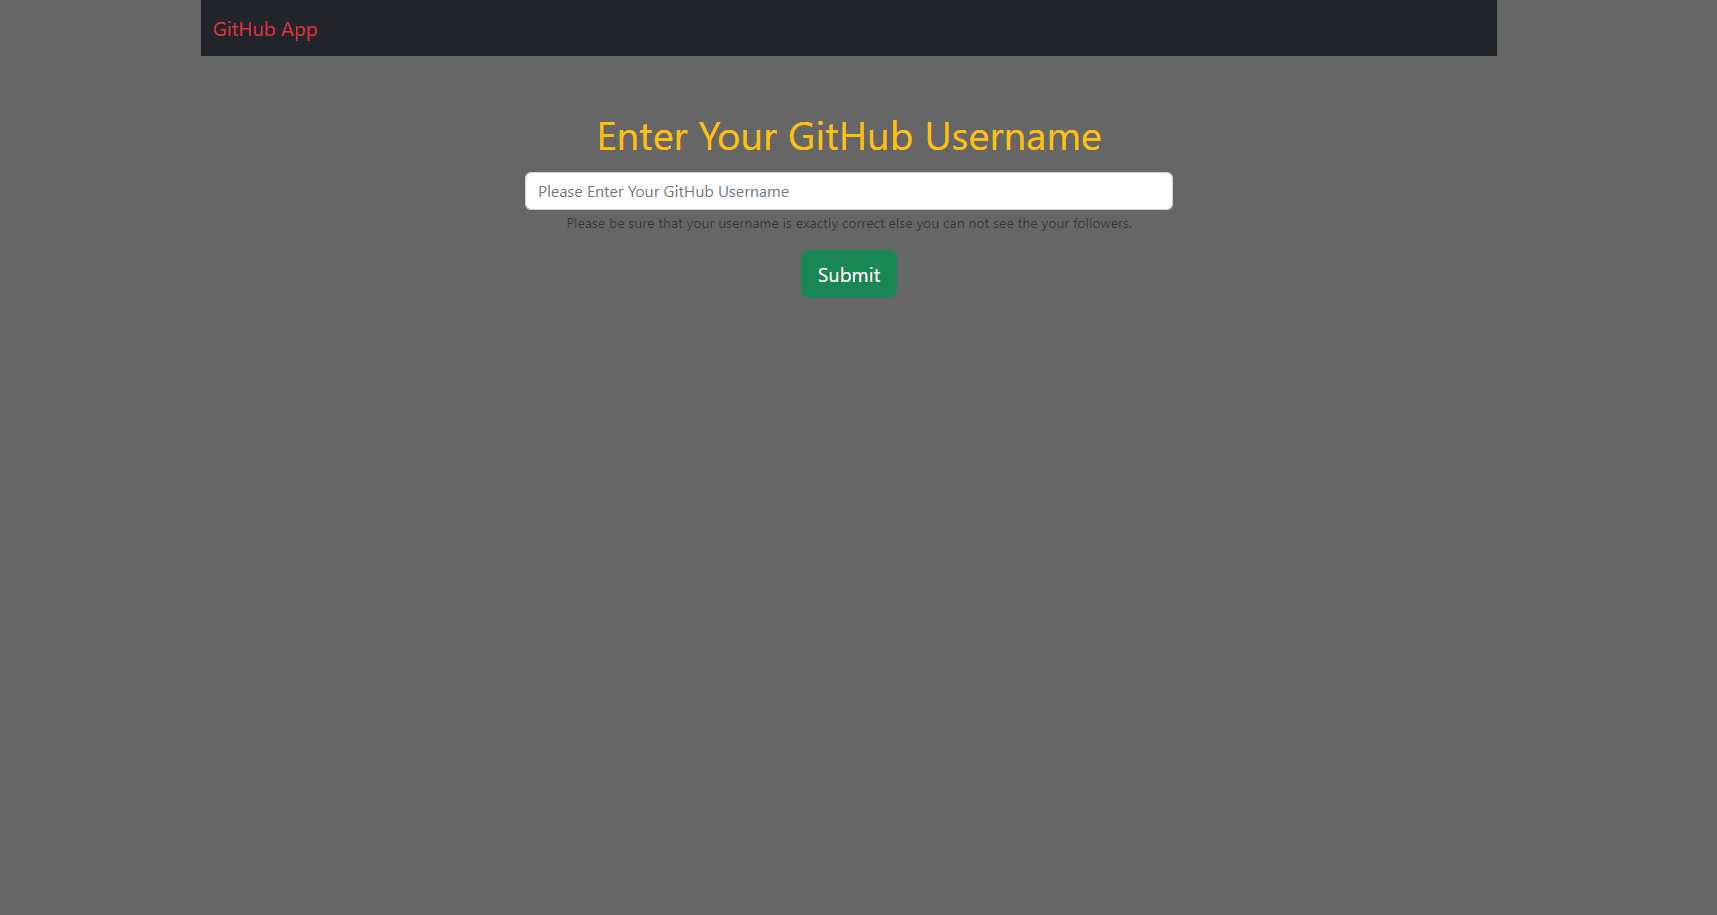 GitHub App
Enter Your GitHub Username
Please Enter Your GitHub Username
Please be sure that your username is exactly correct else you can not see the your followers.
Submit